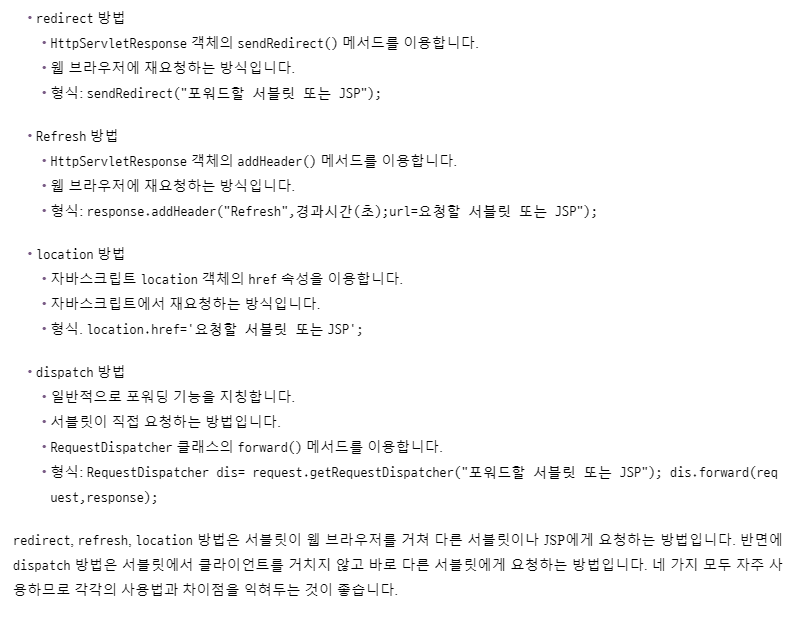 • redirect 방법
• HttpServletResponse 객체의 sendRedirect() 메서드를 이용합니다.
• 웹 브라우저에 재요청하는 방식입니다.
• 형식: sendRedirect("포워드할 서블릿 또는 JSP");
• Refresh 방법
• HttpServletResponse 객체의 addHeader() 메서드를 이용합니다.
• 웹 브라우저에 재요청하는 방식입니다.
• 형식: response.addHeader("Refresh",경과시간(초);url=요청할 서블릿 또는 JSP");
• location 방법
• 자바스크립트 location 객체의 href 속성을 이용합니다.
• 자바스크립트에서 재요청하는 방식입니다.
• 형식. location.href='요청할 서블릿 또는 JSP';
• dispatch 방법
• 일반적으로 포워딩 기능을 지칭합니다.
• 서블릿이 직접 요청하는 방법입니다.
• RequestDispatcher 클래스의 forward() 메서드를 이용합니다.
• 형식: RequestDispatcher dis= request.getRequestDispatcher("포워드할 서블릿 또는 JSP"); dis.forward(req
uest,response);
redirect, refresh, location 방법은 서블릿이 웹 브라우저를 거쳐 다른 서블릿이나 JSP에게 요청하는 방법입니다. 반면에
dispatch 방법은 서블릿에서 클라이언트를 거치지 않고 바로 다른 서블릿에게 요청하는 방법입니다. 네 가지 모두 자주 사
용하므로 각각의 사용법과 차이점을 익혀두는 것이 좋습니다.